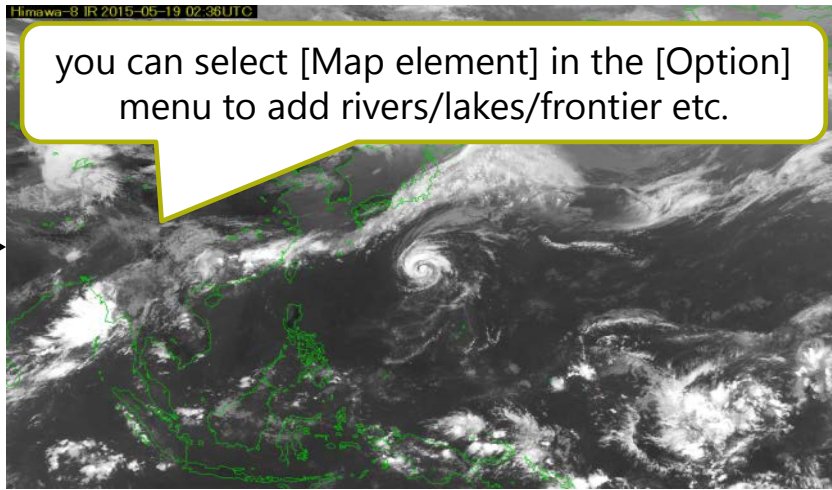 Himawa-8 IR 2015-05-19 02:36UTC
you can select [Map element] in the [Option]
menu to add rivers/lakes/frontier etc.